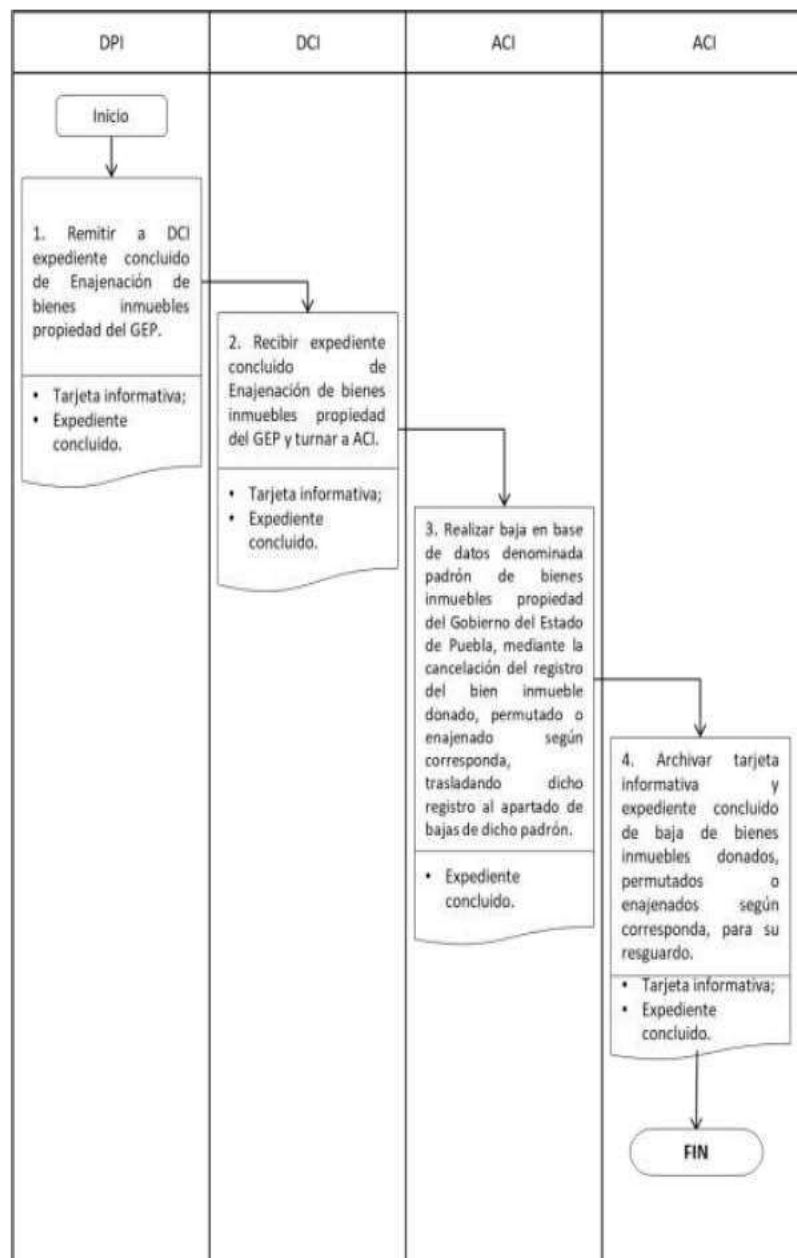 DPI
DCI
ACI
ACI
Inicio
1. Remitir a DCI
expediente concluido
de Enajenación de
bienes inmuebles
propiedad del GEP.
• Tarjeta informativa;
• Expediente
concluido.
2. Recibir expediente
concluido de
Enajenación de bienes
inmuebles propiedad
del GEP y turnar a ACI.
• Tarjeta informativa;
• Expediente
concluido.
3. Realizar baja en base
de datos denominada
padrón de bienes
inmuebles propiedad
del Gobierno del Estado
de Puebla, mediante la
cancelación del registro
del bien inmueble
donado, permutado o
enajenado según
corresponda,
trasladando dicho
registro al apartado de
bajas de dicho padrón.
• Expediente
concluido.
4. Archivar tarjeta
informativa y
expediente concluido
de baja de bienes
inmuebles donados,
permutados o
enajenados según
corresponda, para su
resguardo.
• Tarjeta informativa;
• Expediente
concluido.
FIN